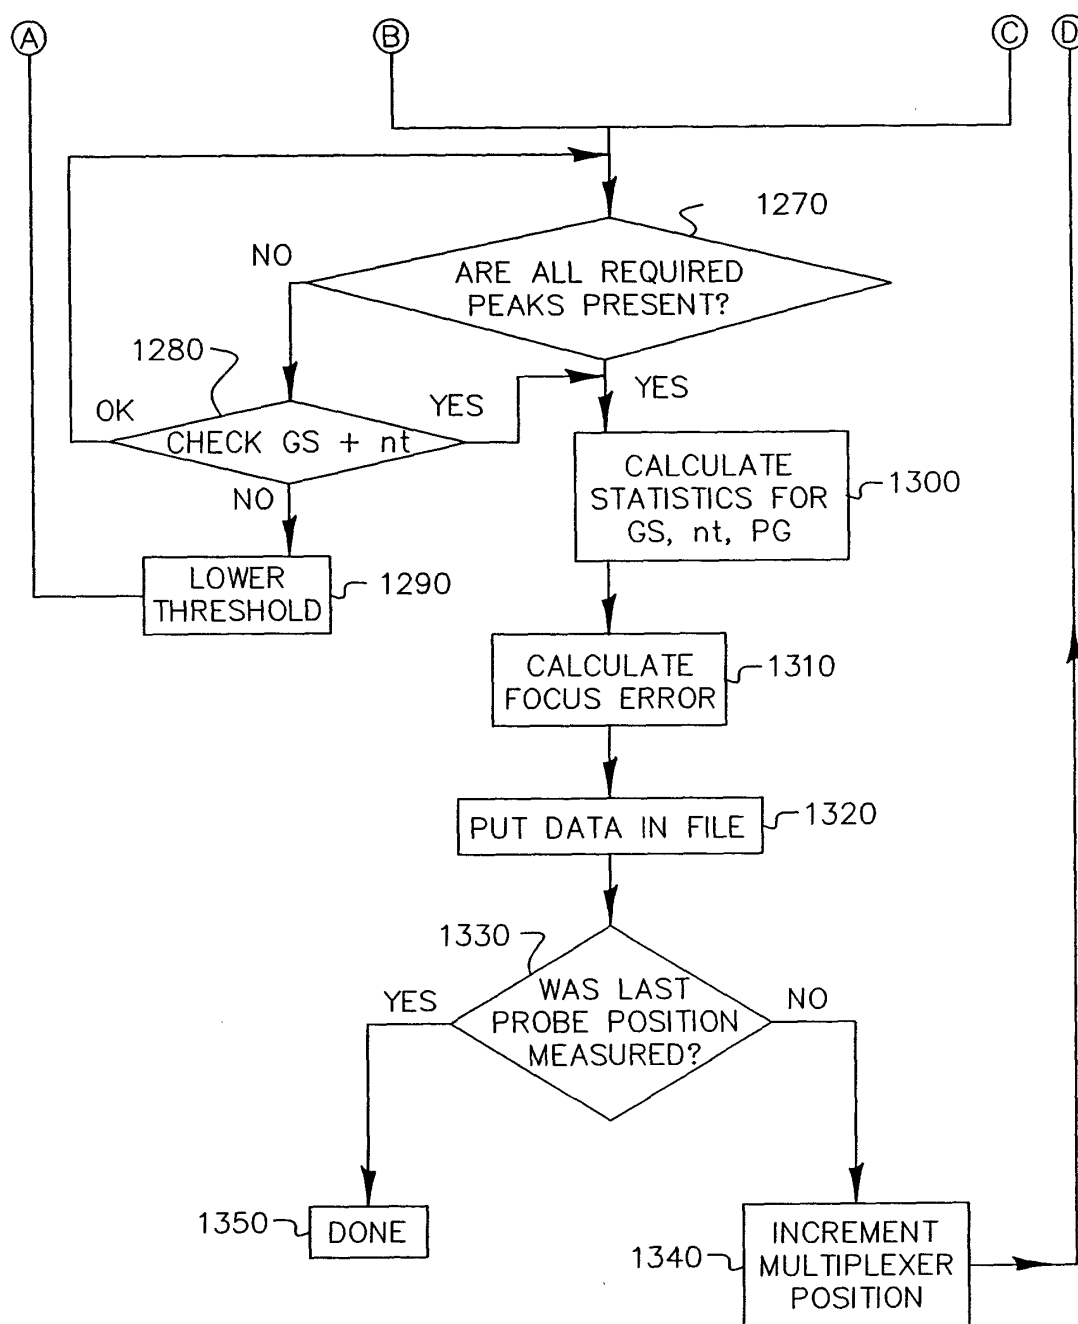 A
B
C
D
1270
NO
ARE ALL REQUIRED
PEAKS PRESENT?
1280
YES
OK
YES
CHECK GS + nt
NO
CALCULATE
STATISTICS FOR
GS, nt, PG
1300
LOWER
THRESHOLD
1290
CALCULATE
FOCUS ERROR
1310
PUT DATA IN FILE
1320
1330
YES
WAS LAST
PROBE POSITION
MEASURED?
NO
1350
DONE
INCREMENT
MULTIPLEXER
POSITION
1340